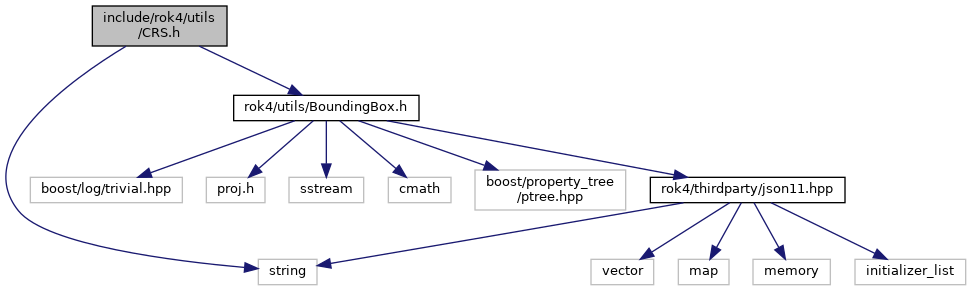 include/rok4/utils
/CRS.h
rok4/utils/BoundingBox.h
boost/log/trivial.hpp
proj.h
sstream
cmath
boost/property_tree
/ptree.hpp
rok4/thirdparty/json11.hpp
string
vector
map
memory
initializer_list